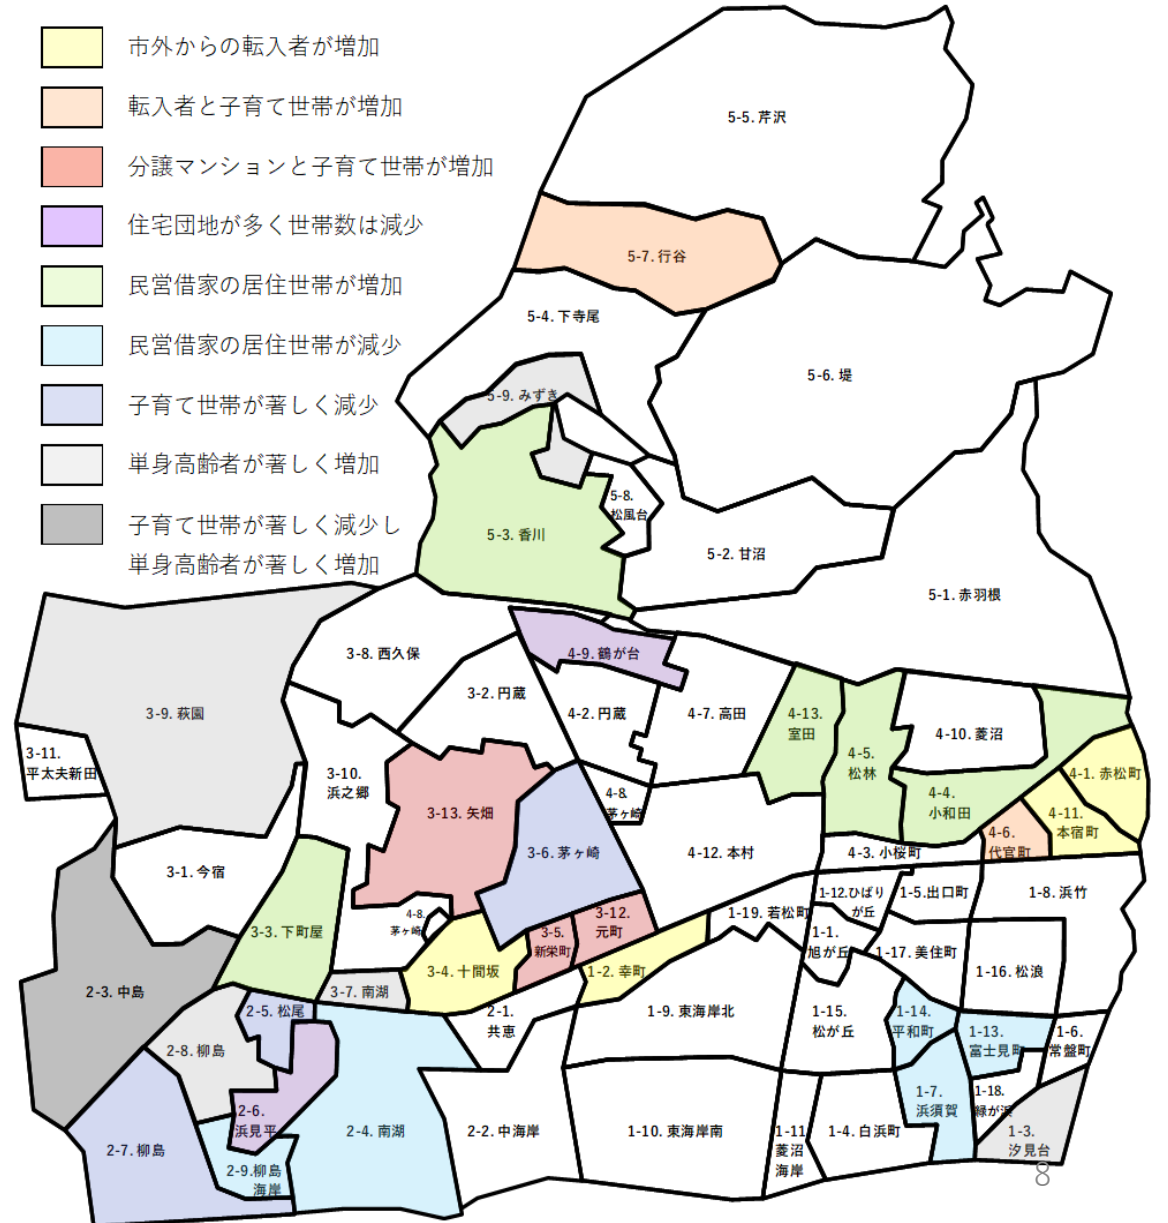 市外からの転入者が増加
転入者と子育て世帯が増加
分譲マンションと子育て世帯が増加
住宅団地が多く世帯数は減少
民営借家の居住世帯が増加
民営借家の居住世帯が減少
子育て世帯が著しく減少
単身高齢者が著しく増加
子育て世帯が著しく減少し
単身高齢者が著しく増加
5-5. 芹沢
5-7. 行谷
5-4. 下寺尾
5-6. 堤
5-9. みずき
5-8.
松風台
5-3. 香川
5-2. 甘沼
5-1. 赤羽根
3-8. 西久保
4-9. 鶴が台
3-2. 円蔵
4-2. 円蔵
4-7. 高田
3-9. 萩園
4-13.
室田
4-10. 菱沼
3-11.
平太夫新田
4-5.
松林
4-1. 赤松町
3-10.
浜之郷
4-8.
茅ヶ崎
4-4.
小和田
3-13. 矢畑
4-11.
本宿町
4-6.
代官町
3-6. 茅ヶ崎
4-12. 本村
4-3. 小桜町
3-1. 今宿
1-12.ひばり
が丘
1-5. 出口町
1-8. 浜竹
4-8.
茅ヶ崎
3-12.
元町
1-19. 若松町
3-3. 下町屋
3-5.
新栄町
1-1.
旭が丘
1-17. 美住町
3-4. 十間坂
1-2. 幸町
1-16. 松浪
2-3. 中島
3-7. 南湖
2-5. 松尾
2-1.
共恵
1-9. 東海岸北
1-15.
松が丘
1-14.
平和町
1-13.
富士見町
1-6.
常盤町
2-8. 柳島
2-6.
浜見平
1-7.
浜須賀
1-18.
緑が浜
2-4. 南湖
2-2. 中海岸
1-10. 東海岸南
1-11
菱沼
海岸
1-4. 白浜町
1-3.
汐見台
2-7. 柳島
2-9.柳島
海岸
8